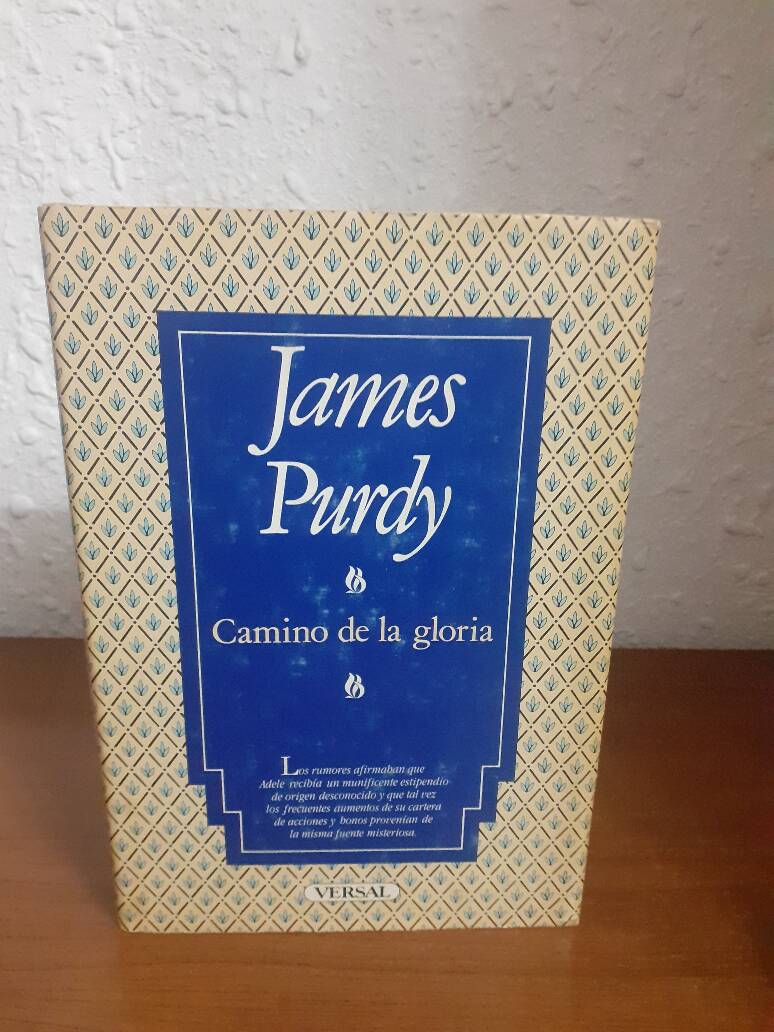 James
Purdy
Camino de la gloria
Los rumores afirmaban que
Adele recibía un munificente estipendio
de origen desconocido y que tal vez
los frecuentes aumentos de su cartera
de acciones y bonos provenían de
la misma fuente misteriosa.
VERSAL